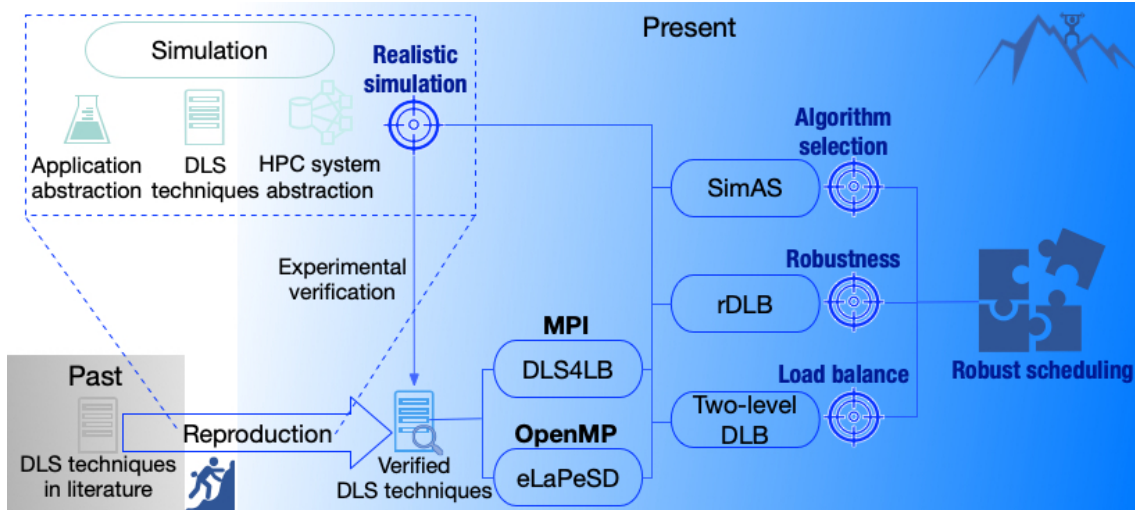 Present
Simulation
Realistic
simulation
Application
abstraction
DLS
techniques
HPC system
abstraction
Algorithm
selection
SimAS
Experimental
verification
Robustness
rDLB
MPI
DLS4LB
Load balance
Two-level
DLB
Robust scheduling
Past
DLS techniques
in literature
Reproduction
Verified
DLS techniques
OpenMP
eLaPeSD